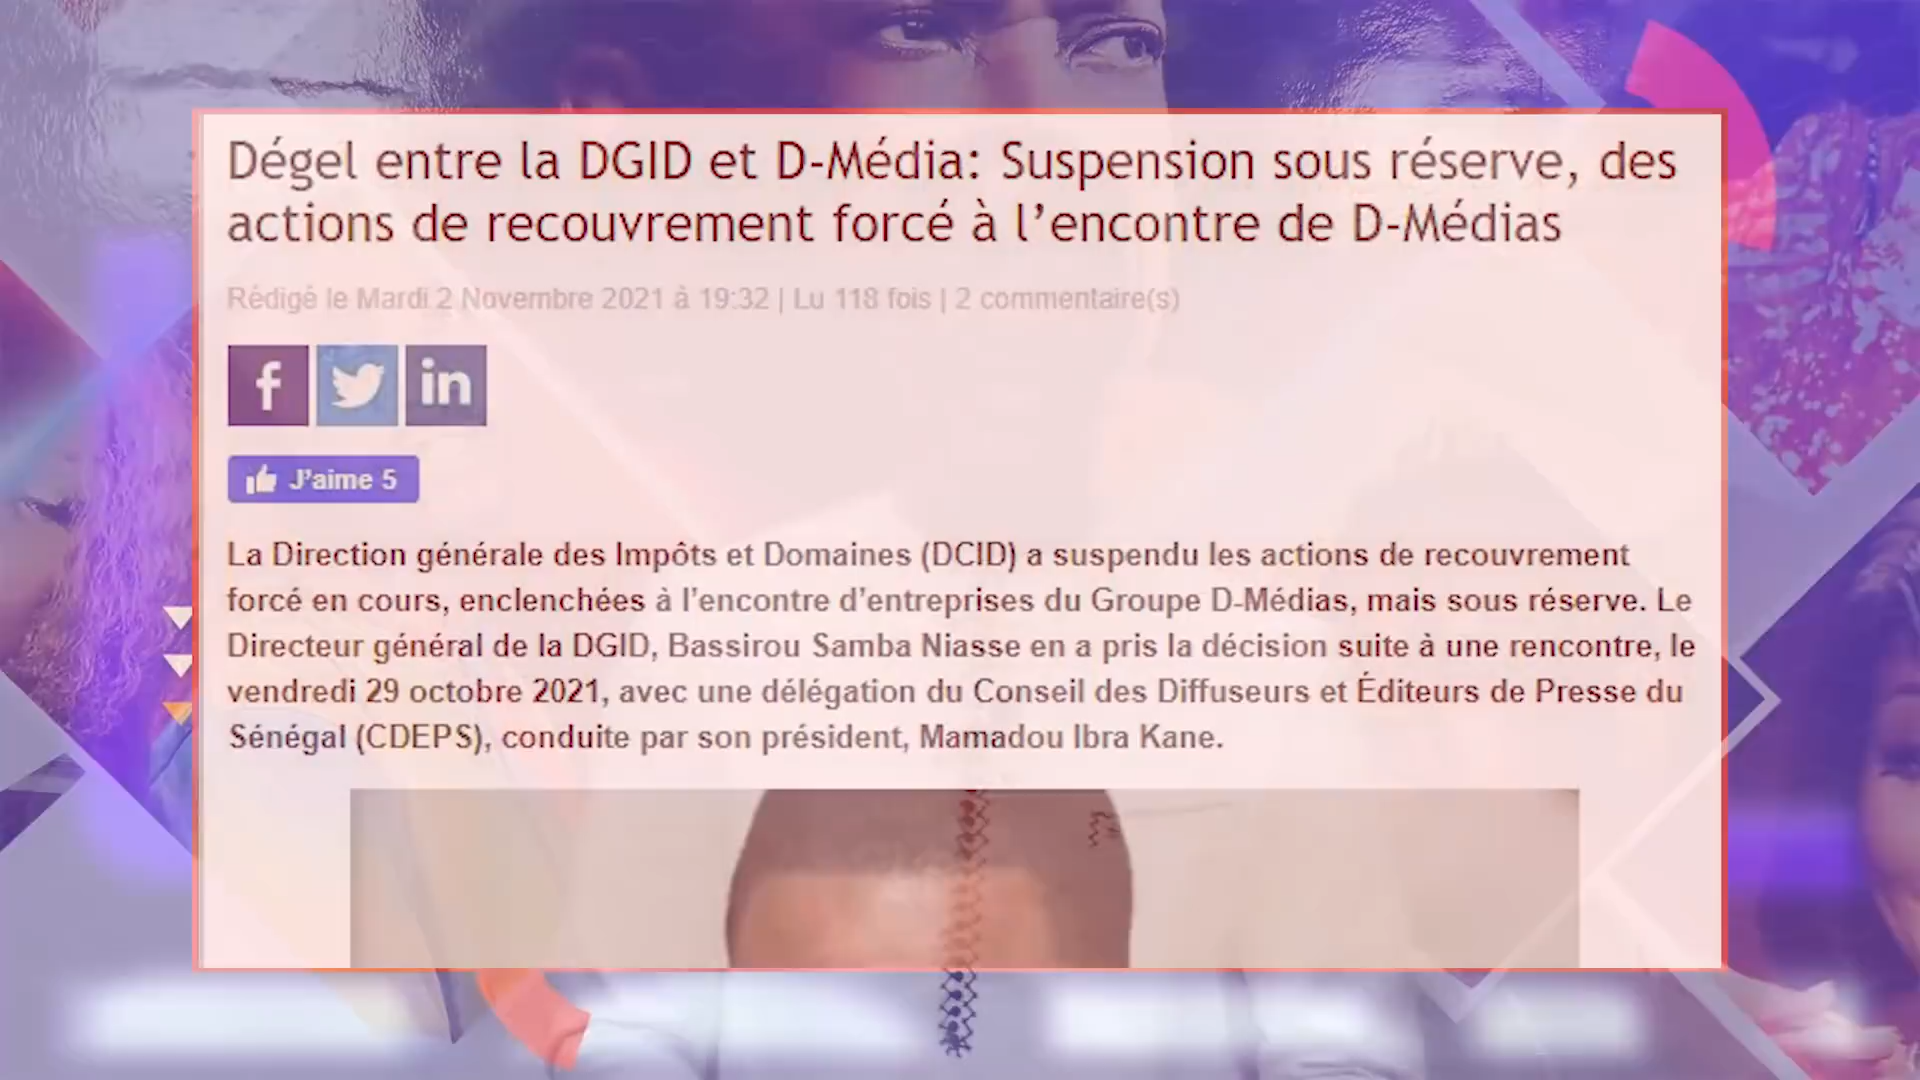 Dégel entre la DGID et D-Média: Suspension sous réserve, des
actions de recouvrement forcé à l’encontre de D-Médias
Rédigé le Mardi 2 Novembre 2021 à 19:32 | Lu 118 fois | 2 commentaire(s)
J'aime 5
La Direction générale des Impôts et Domaines (DCID) a suspendu les actions de recouvrement
forcé en cours, enclenchées à l'encontre d'entreprises du Groupe D-Médias, mais sous réserve. Le
Directeur général de la DGID, Bassirou Samba Niasse en a pris la décision suite à une rencontre, le
vendredi 29 octobre 2021, avec une délégation du Conseil des Diffuseurs et Éditeurs de Presse du
Sénégal (CDEPS), conduite par son président, Mamadou Ibra Kane.